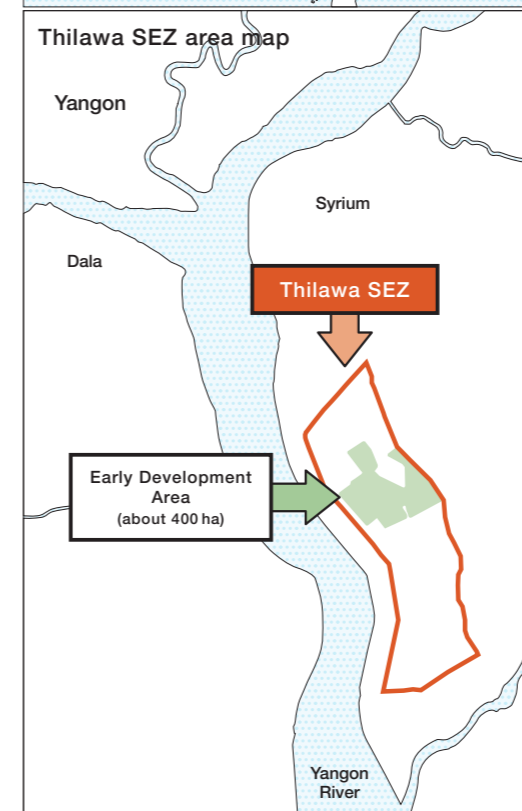 Thilawa SEZ area map
Yangon
Syrium
Dala
Thilawa SEZ
Early Development
Area
(about 400 ha)
Yangon
River